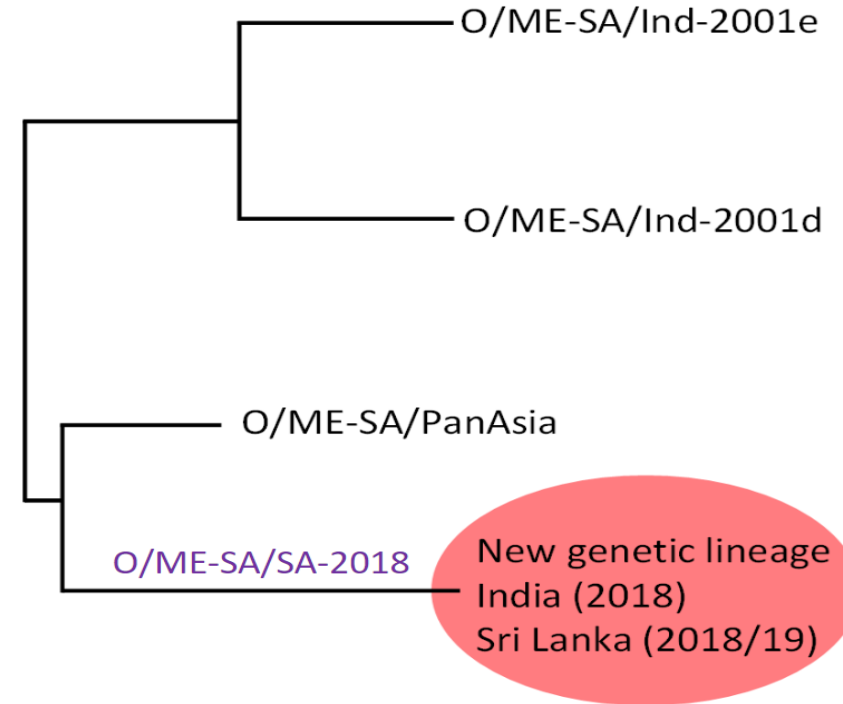 O/ME-SA/Ind-2001e
O/ME-SA/Ind-2001d
O/ME-SA/PanAsia
O/ME-SA/SA-2018
New genetic lineage
India (2018)
Sri Lanka (2018/19)